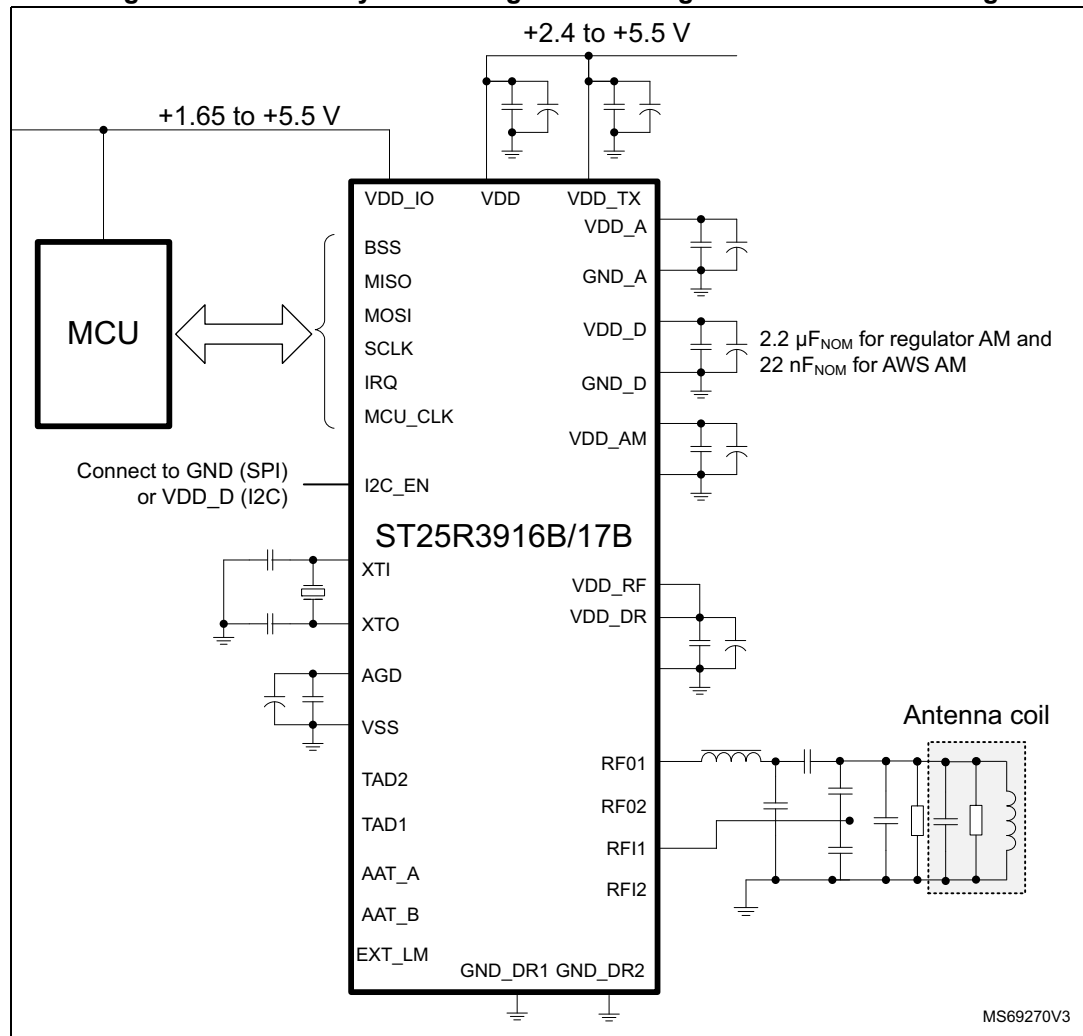 +2.4 to +5.5 V
+1.65 to +5.5 V
VDD_IO
VDD
VDD_TX
VDD_A
BSS
GND_A
MISO
MCU
MOSI
VDD_D
SCLK
2.2 µFNOM for regulator AM and
22 nFNOM for AWS AM
IRQ
GND_D
MCU_CLK
VDD_AM
Connect to GND (SPI)
or VDD_D (I2C)
I2C_EN
ST25R3916B/17B
XTI
VDD_RF
VDD_DR
XTO
AGD
VSS
Antenna coil
RF01
TAD2
RF02
TAD1
RFI1
AAT_A
RFI2
AAT_B
EXT_LM
GND_DR1
GND_DR2
MS69270V3